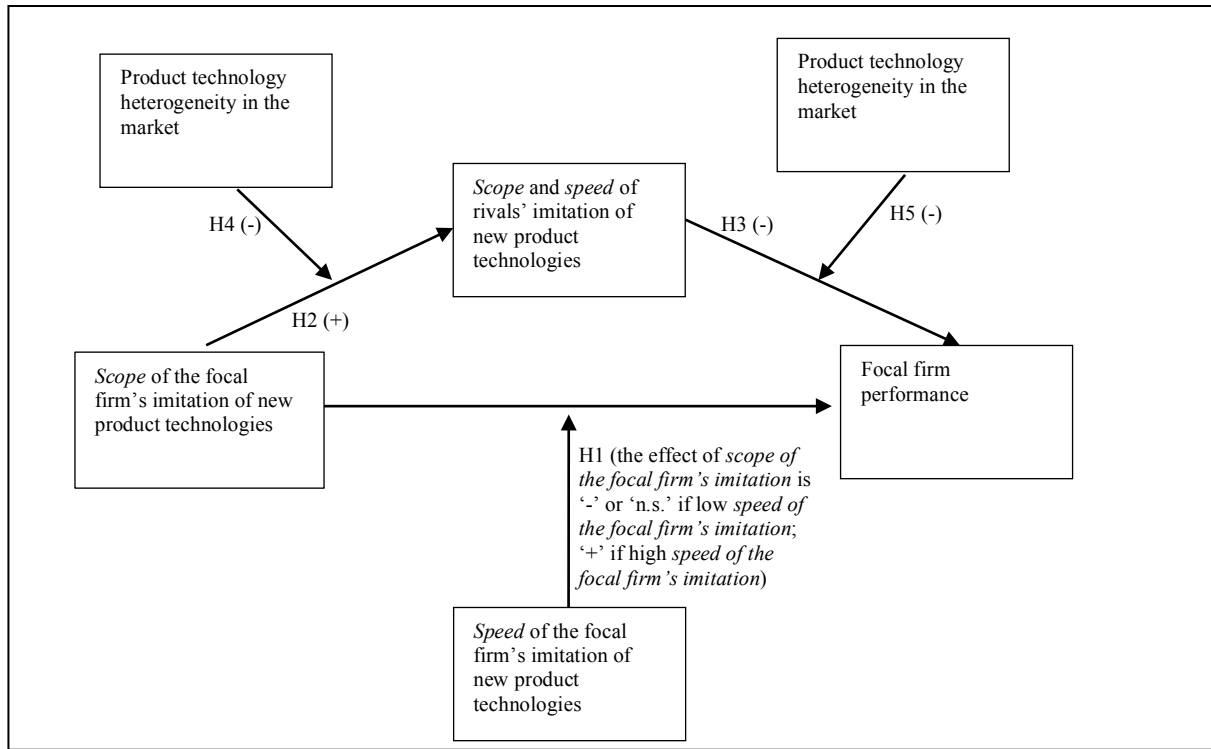 Product technology
heterogeneity in the
market
Product technology
heterogeneity in the
market
H4 (-)
Scope and speed of
rivals’ imitation of
new product
technologies
H3 (-)
H5 (-)
H2 (+)
Scope of the focal
firm’s imitation of new
product technologies
Focal firm
performance
H1 (the effect of scope of
the focal firm’s imitation is
‘-’ or ‘n.s.’ if low speed of
the focal firm’s imitation;
‘+’ if high speed of the
focal firm’s imitation)
Speed of the focal
firm’s imitation of
new product
technologies